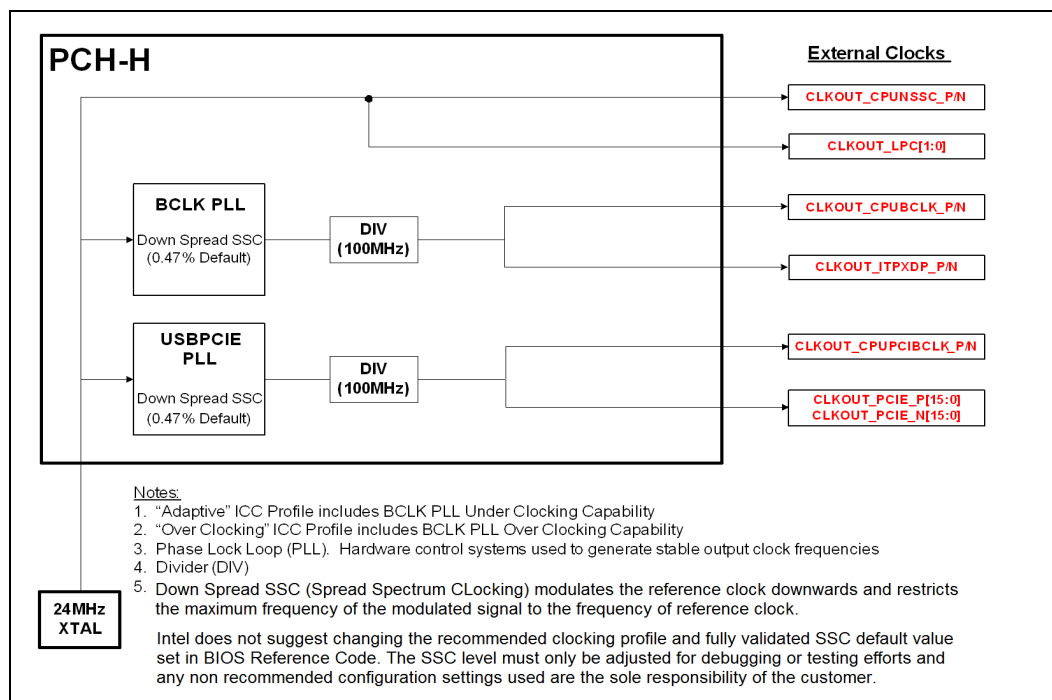 PCH-H
External Clocks
CLKOUT_CPUNSSC_P/N
CLKOUT_LPC[1:0]
BCLK PLL
Down Spread SSC
(0.47% Default)
DIV
(100MHz)
CLKOUT_CPUBCLK_P/N
CLKOUT_ITPXDP_P/N
USBPCIE
PLL
Down Spread SSC
(0.47% Default)
DIV
(100MHz)
CLKOUT_CPUPCIBCLK_P/N
CLKOUT_PCIE_P[15:0]
CLKOUT_PCIE_N[15:0]
Notes:
1. “Adaptive” ICC Profile includes BCLK PLL Under Clocking Capability
2. “Over Clocking” ICC Profile includes BCLK PLL Over Clocking Capability
3. Phase Lock Loop (PLL). Hardware control systems used to generate stable output clock frequencies
4. Divider (DIV)
5. Down Spread SSC (Spread Spectrum CLocking) modulates the reference clock downwards and restricts
the maximum frequency of the modulated signal to the frequency of reference clock.
Intel does not suggest changing the recommended clocking profile and fully validated SSC default value
set in BIOS Reference Code. The SSC level must only be adjusted for debugging or testing efforts and
any non recommended configuration settings used are the sole responsibility of the customer.
24MHz
XTAL